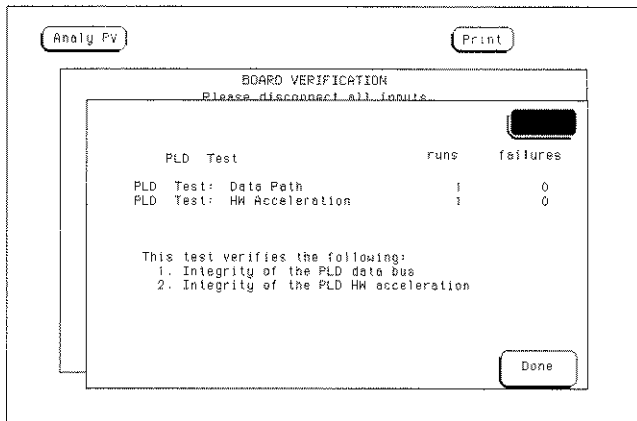 Analy PV
Print
BOARD VERIFICATION
Please disconnect all inputs.
PLD Test runs failures
PLD Test: Data Path 1 0
PLD Test: HW Acceleration 1 0
This test verifies the following:
1. Integrity of the PLD data bus
2. Integrity of the PLD HW acceleration
Done